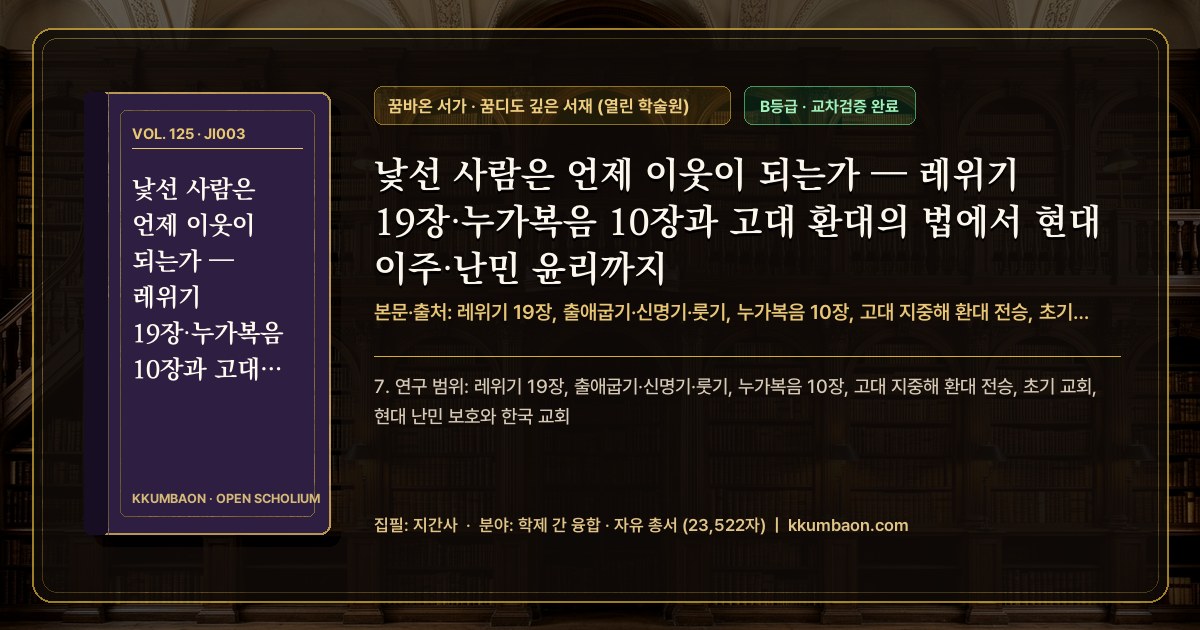 VOL. 125 · JI003
낯선 사람은
언제 이웃이
되는가 —
레위기
19장·누가복음
10장과 고대…
KKUMBAON · OPEN SCHOLIUM
꿈바온 서가 · 꿈디도 깊은 서재 (열린 학술원)
B등급 · 교차검증 완료
낯선 사람은 언제 이웃이 되는가 — 레위기
19장·누가복음 10장과 고대 환대의 법에서 현대
이주·난민 윤리까지
본문·출처: 레위기 19장, 출애굽기·신명기·룻기, 누가복음 10장, 고대 지중해 환대 전승, 초기…
7. 연구 범위: 레위기 19장, 출애굽기·신명기·룻기, 누가복음 10장, 고대 지중해 환대 전승, 초기 교회,
현대 난민 보호와 한국 교회
집필: 지간사 · 분야: 학제 간 융합 · 자유 총서 (23,522자) | kkumbaon.com